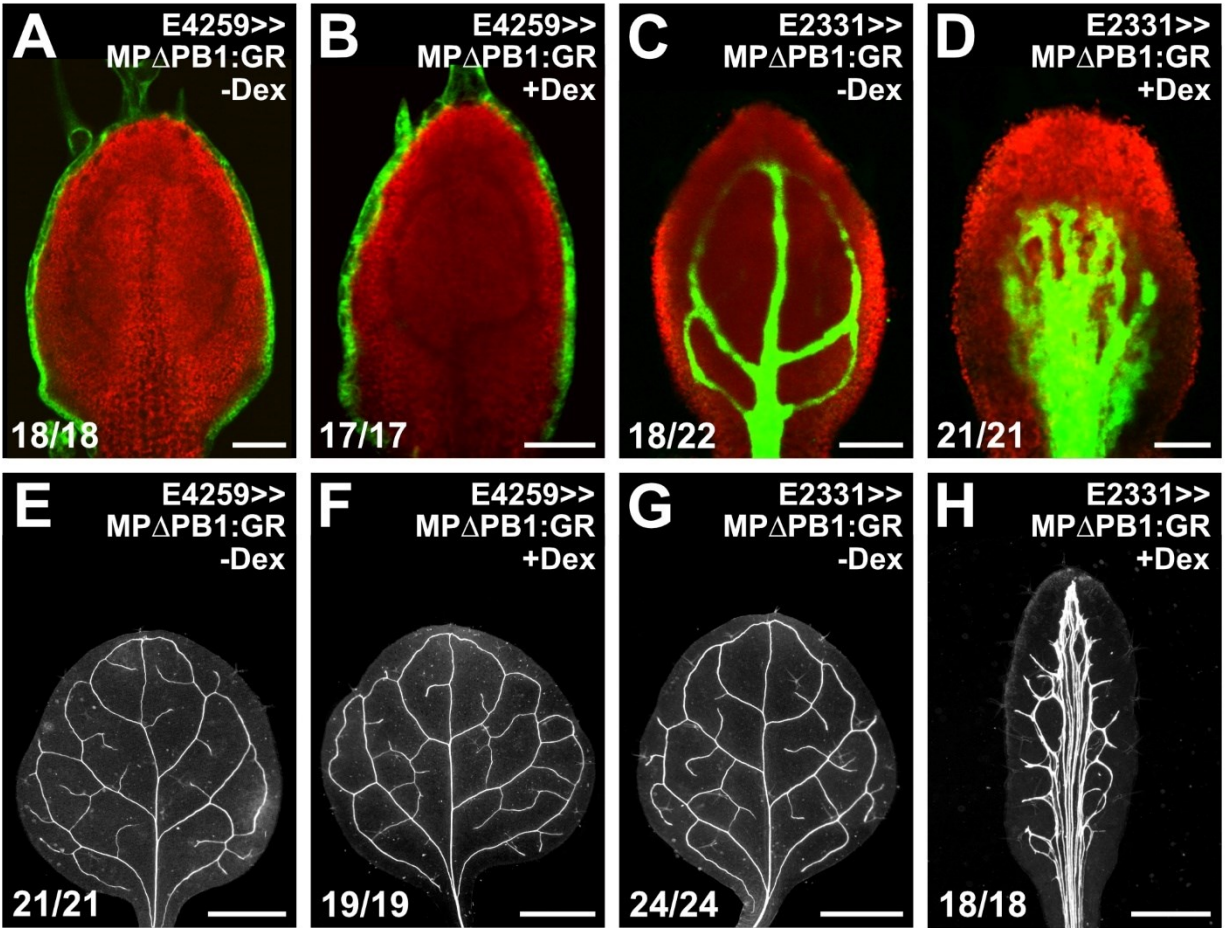 A
E4259>>
MPΔPB1:GR
-Dex
18/18
B
E4259>>
MPΔPB1:GR
+Dex
17/17
C
E2331>>
MPΔPB1:GR
-Dex
18/22
D
E2331>>
MPΔPB1:GR
+Dex
21/21
E
E4259>>
MPΔPB1:GR
-Dex
21/21
F
E4259>>
MPΔPB1:GR
+Dex
19/19
G
E2331>>
MPΔPB1:GR
-Dex
24/24
H
E2331>>
MPΔPB1:GR
+Dex
18/18